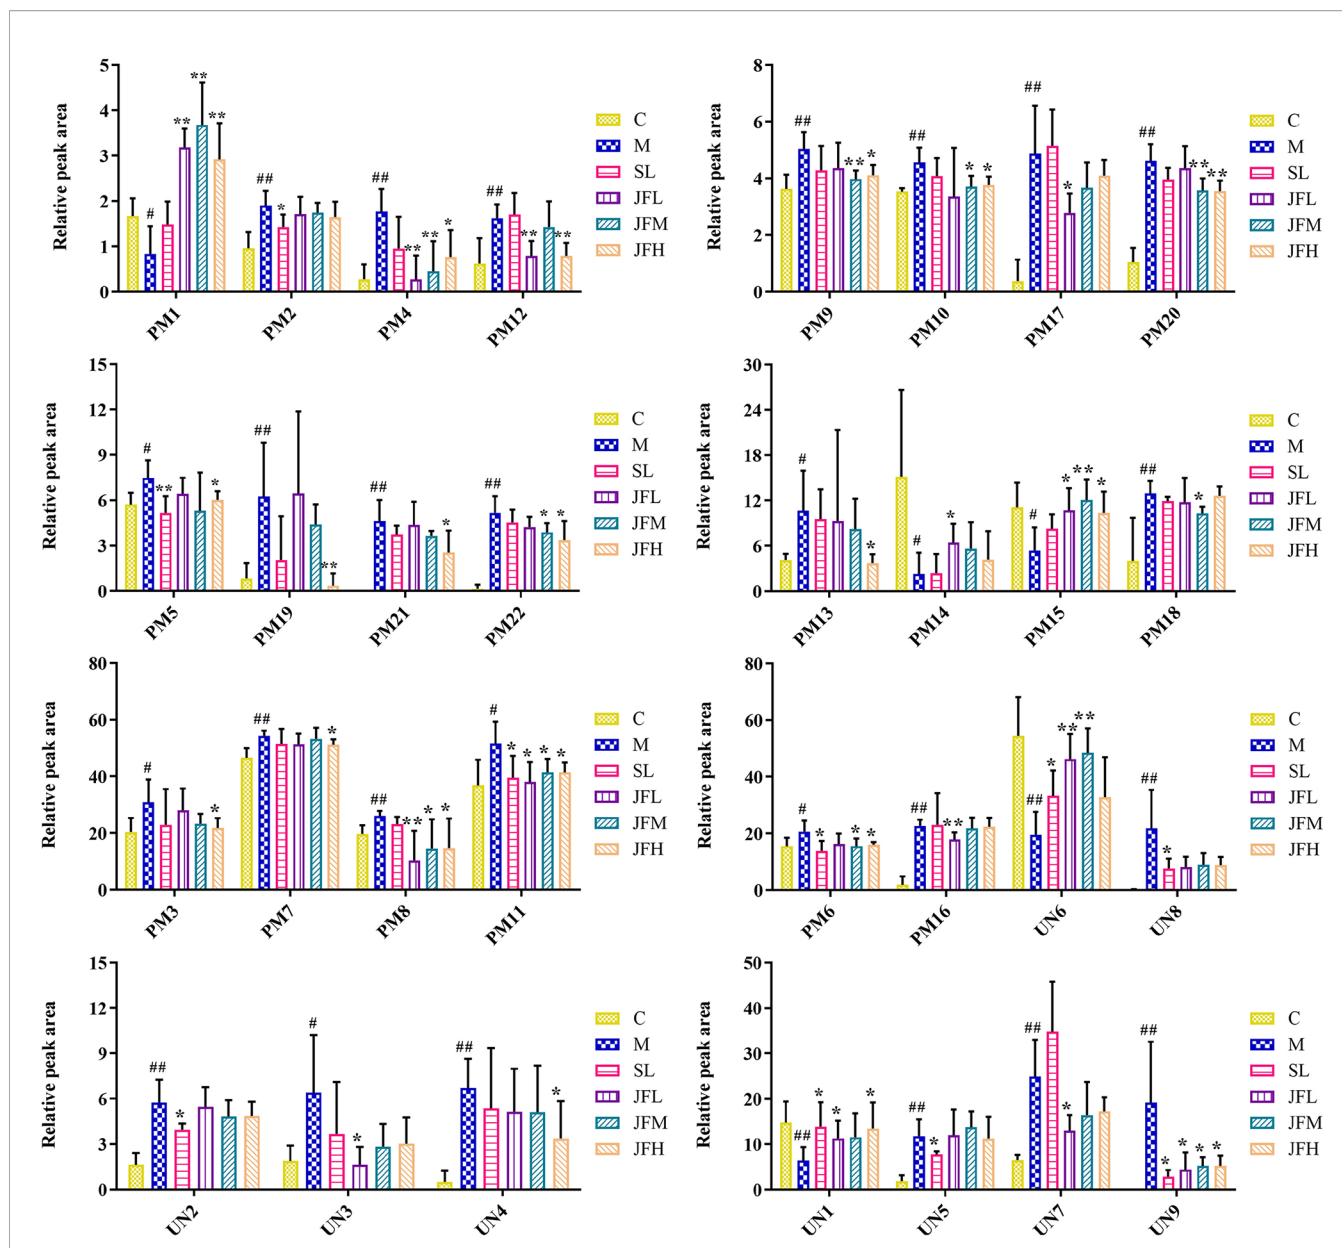 Relative peak area
5
4
3
2
1
0
#
**
**
**
##
*
##
**
**
*
##
**
**
PM1 PM2 PM4 PM12
C
M
SL
JFL
JFM
JFH
Relative peak area
8
6
4
2
0
##
**
*
##
*
*
##
*
##
**
**
PM9 PM10 PM17 PM20
C
M
SL
JFL
JFM
JFH
Relative peak area
15
12
9
6
3
0
#
**
*
##
**
##
*
##
*
*
PM5 PM19 PM21 PM22
C
M
SL
JFL
JFM
JFH
Relative peak area
30
24
18
12
6
0
#
*
#
*
#
*
**
*
##
*
PM13 PM14 PM15 PM18
C
M
SL
JFL
JFM
JFH
Relative peak area
80
60
40
20
0
#
*
##
*
##
**
*
*
#
*
*
*
*
PM3 PM7 PM8 PM11
C
M
SL
JFL
JFM
JFH
Relative peak area
80
60
40
20
0
#
*
*
*
##
**
##
*
**
**
##
*
PM6 PM16 UN6 UN8
C
M
SL
JFL
JFM
JFH
Relative peak area
15
12
9
6
3
0
##
*
#
*
##
*
UN2 UN3 UN4
C
M
SL
JFL
JFM
JFH
Relative peak area
50
40
30
20
10
0
##
*
*
*
##
*
##
*
##
*
*
*
*
UN1 UN5 UN7 UN9
C
M
SL
JFL
JFM
JFH